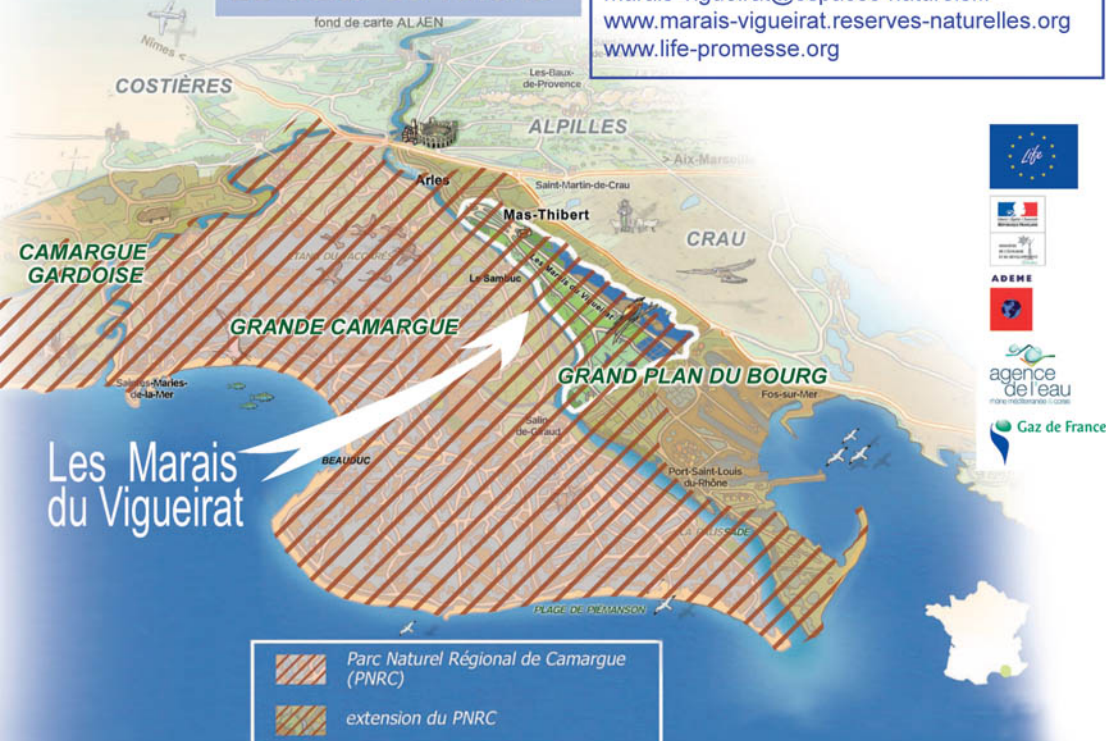 fond de carte
www.marais-vigueirat.reserves-naturelles.org
www.life-promesse.org
Nîmes <
COSTIÈRES
Les-Baux-
de-Provence
ALPILLES
> Aix-Marseille
Life
Arles
Saint-Martin-de-Crau
Mas-Thibert
CRAU
CAMARGUE
GARDOISE
Le Sambuc
Les Marais du Vigueirat
GRANDE CAMARGUE
GRAND PLAN DU BOURG
Fos-sur-Mer
ADEME
agence
de l'eau
Gaz de France
Saintes-Maries-
de-la-Mer
Salin
de-Giraud
BEAUDUC
Les Marais
du Vigueirat
Port-Saint-Louis
du-Rhône
LA PALISSADE
PLAGE DE PIEMANSON
Parc Naturel Régional de Camargue
(PNRC)
extension du PNRC